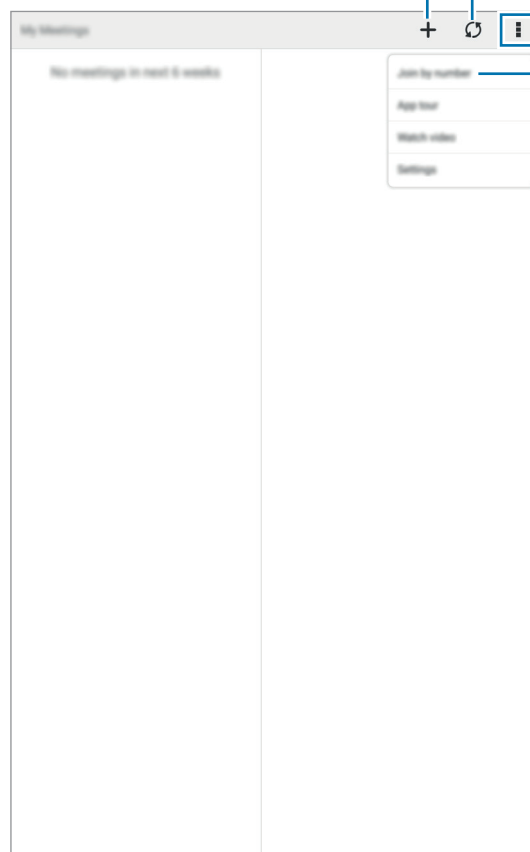 My Meetings
No meetings in next 6 weeks
Join by number
App tour
Watch video
Settings